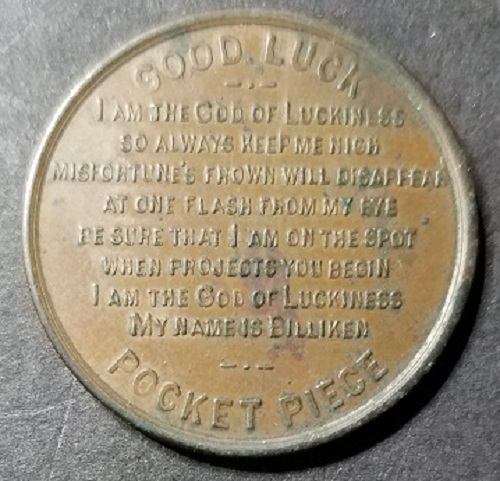 GOOD LUCK
I AM THE GOD OF LUCKINESS
SO ALWAYS KEEP ME NIGH
MISFORTUNE'S FROWN WILL DISAPPEAR
AT ONE FLASH FROM MY EYE
BE SURE THAT I AM ON THE SPOT
WHEN PROJECTS YOU BEGIN
I AM THE GOD OF LUCKINESS
MY NAME IS BILLIKEN
POCKET PIECE